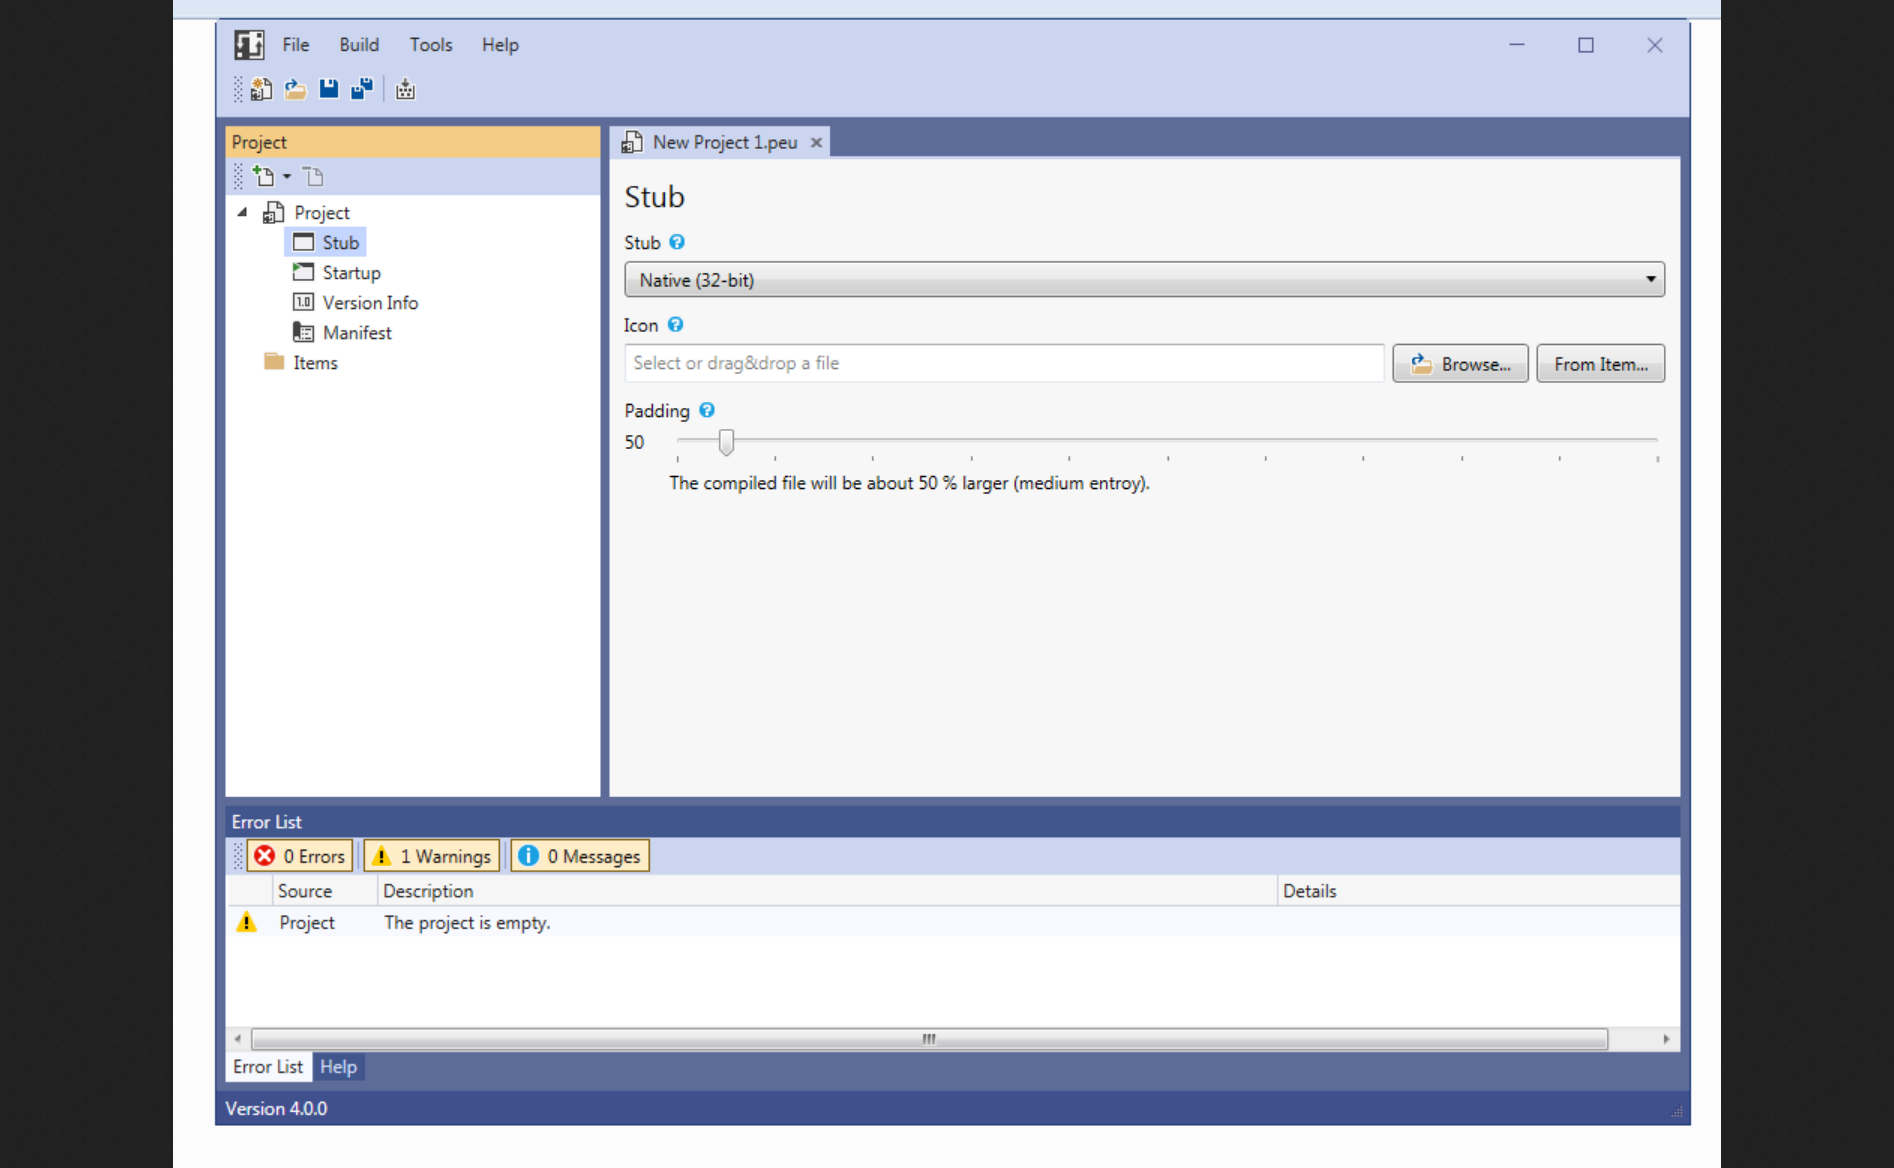 File Build Tools Help
Project
New Project 1.peu
Project
Stub
Startup
1.0 Version Info
Manifest
Items
Stub
Stub
Native (32-bit)
Icon
Select or drag&drop a file Browse... From Item...
Padding
50
The compiled file will be about 50 % larger (medium entroy).
Error List
0 Errors 1 Warnings 0 Messages
Source Description Details
Project The project is empty.
Error List Help
Version 4.0.0